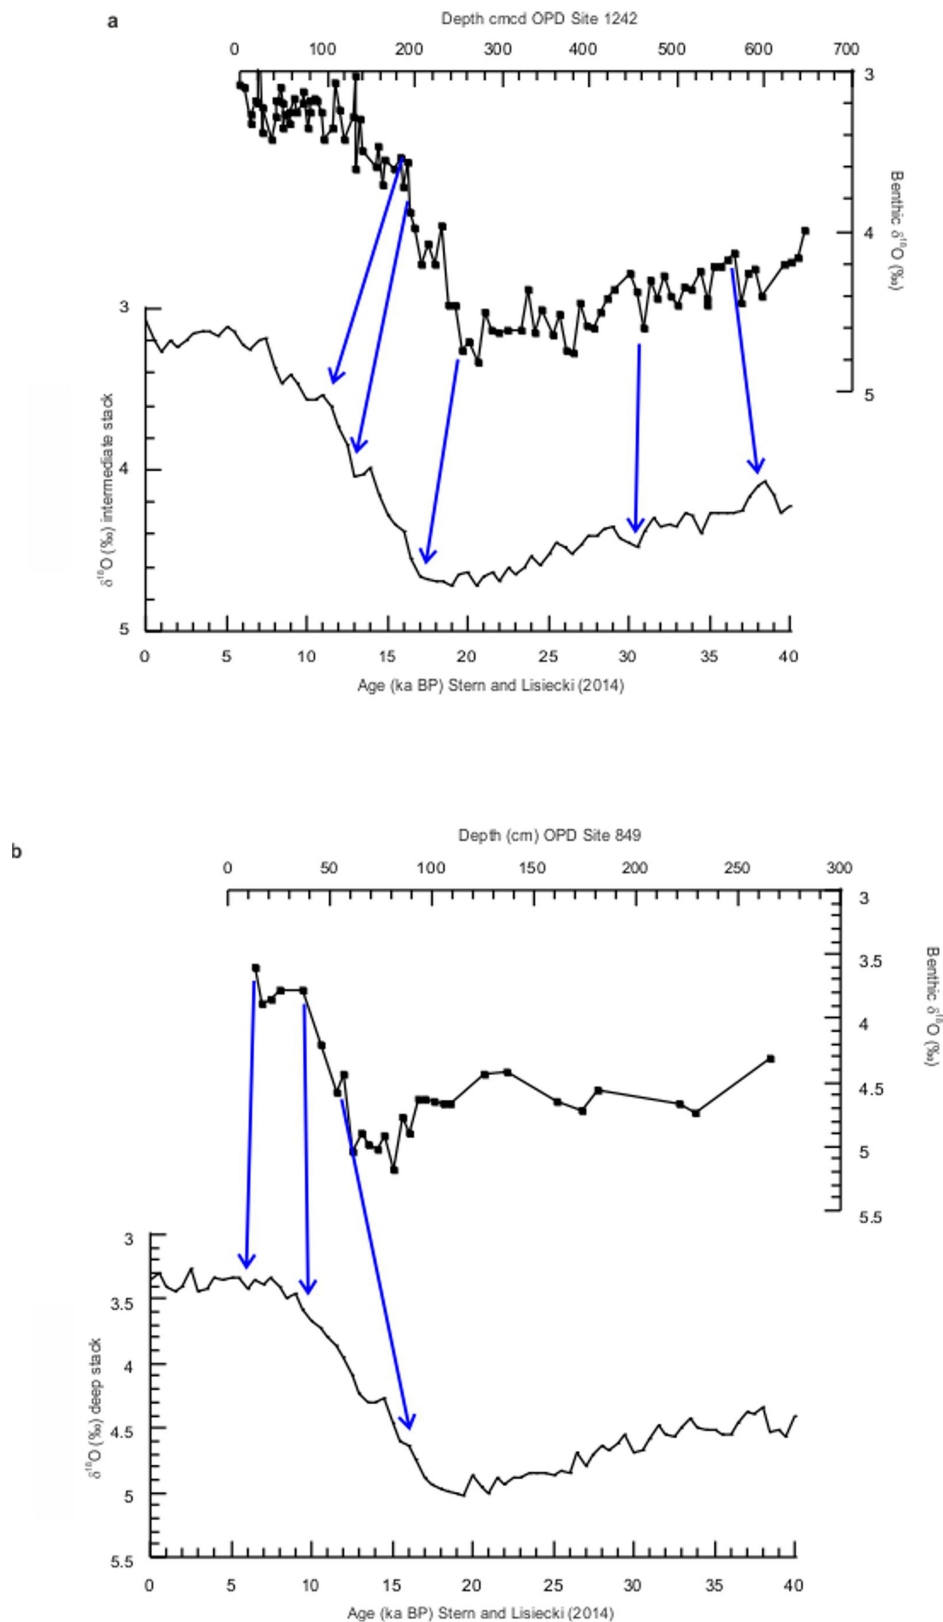 a
Depth cmcd OPD Site 1242
0 100 200 300 400 500 600 700
3
4
5
Benthic δ¹⁸O (‰)
3
4
5
δ¹⁸O (‰) intermediate stack
0 5 10 15 20 25 30 35 40
Age (ka BP) Stern and Lisiecki (2014)
b
Depth (cm) OPD Site 849
0 50 100 150 200 250 300
3
3.5
4
4.5
5
5.5
Benthic δ¹⁸O (‰)
3
3.5
4
4.5
5
5.5
δ¹⁸O (‰) deep stack
0 5 10 15 20 25 30 35 40
Age (ka BP) Stern and Lisiecki (2014)